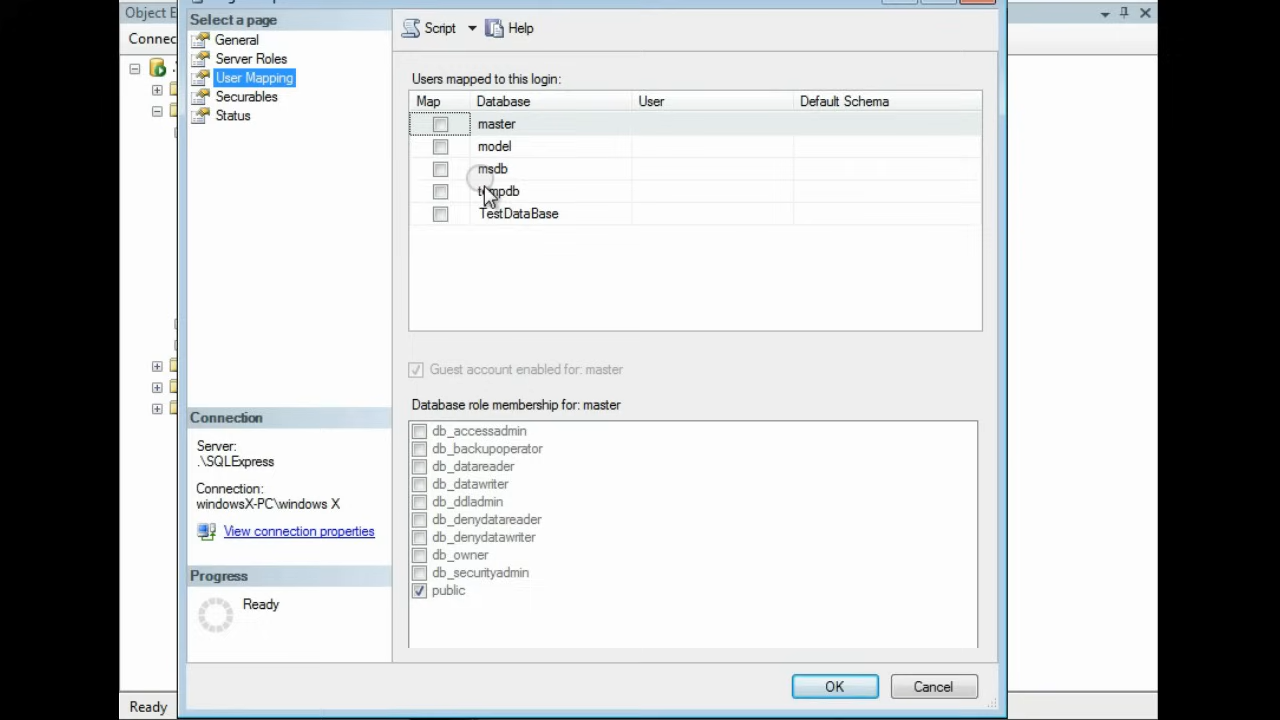 Object E
Connec
Select a page
General
Server Roles
User Mapping
Securables
Status
Script
Help
Users mapped to this login:
Map Database User Default Schema
master
model
msdb
tempdb
TestDataBase
Guest account enabled for: master
Database role membership for: master
db_accessadmin
db_backupoperator
db_datareader
db_datawriter
db_ddladmin
db_denydatareader
db_denydatawriter
db_owner
db_securityadmin
public
Connection
Server:
.\SQLExpress
Connection:
windowsX-PC\windows X
View connection properties
Progress
Ready
OK
Cancel
Ready